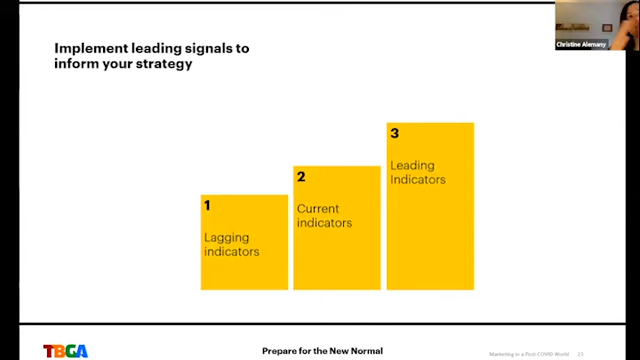 Implement leading signals to
inform your strategy
Christine Alemany
1
Lagging
indicators
2
Current
indicators
3
Leading
Indicators
TBGA
Prepare for the New Normal
Marketing in a Post-COVID World 23